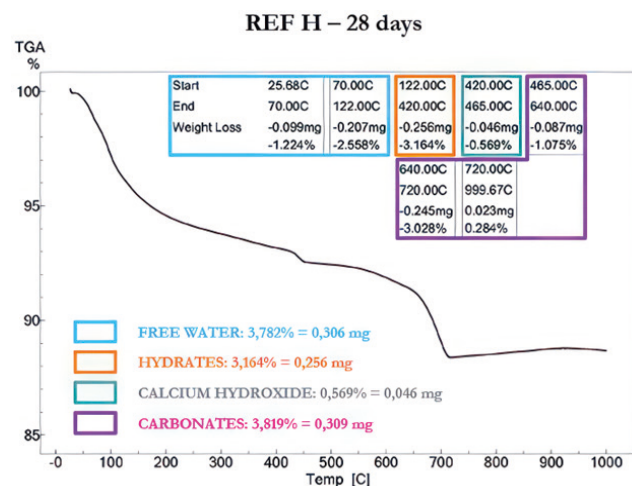 REF H – 28 days
TGA
%
Start 25.68C 70.00C 122.00C 420.00C 465.00C
End 70.00C 122.00C 420.00C 465.00C 640.00C
Weight Loss -0.099mg -0.207mg -0.256mg -0.046mg -0.087mg
-1.224% -2.558% -3.164% -0.569% -1.075%
640.00C 720.00C
720.00C 999.67C
-0.245mg 0.023mg
-3.028% 0.284%
100
95
90
85
FREE WATER: 3,782% = 0,306 mg
HYDRATES: 3,164% = 0,256 mg
CALCIUM HYDROXIDE: 0,569% = 0,046 mg
CARBONATES: 3,819% = 0,309 mg
-0 100 200 300 400 500 600 700 800 900 1000
Temp [C]